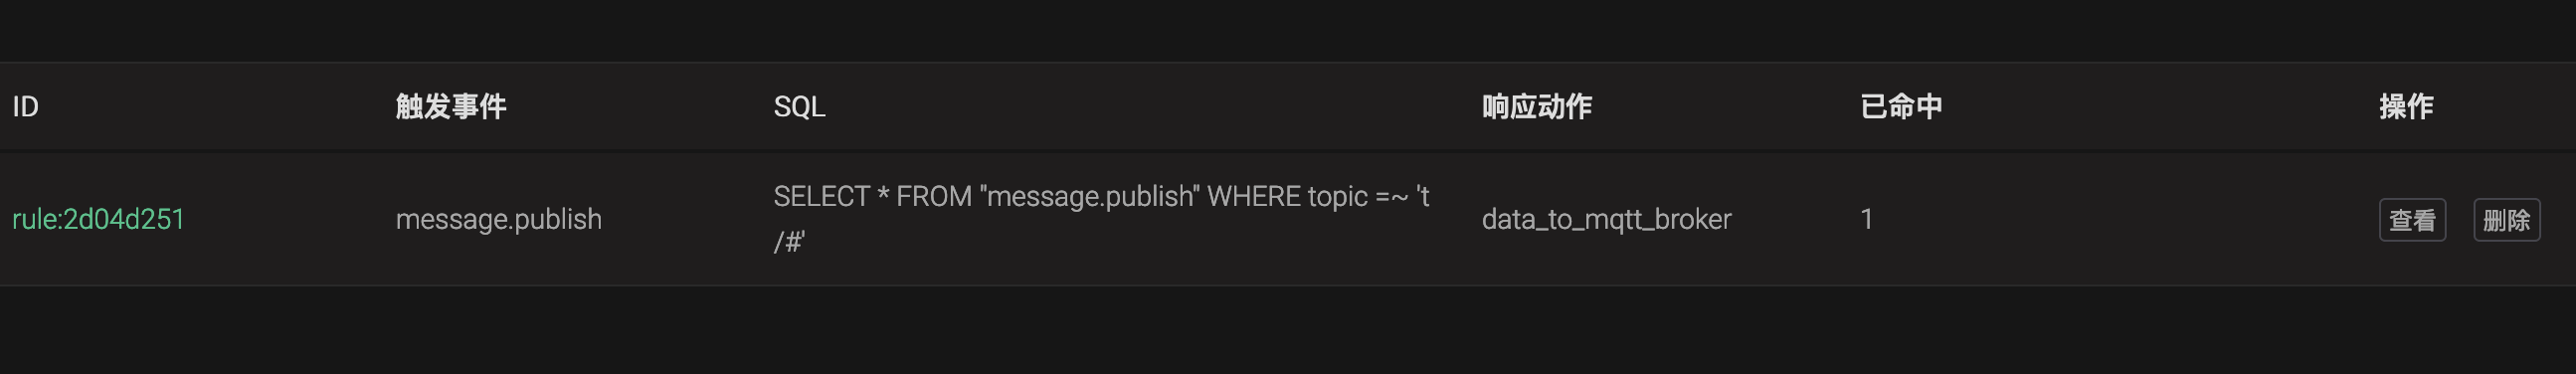 ID 触发事件 SQL 响应动作 已命中 操作
rule:2d04d251 message.publish SELECT * FROM "message.publish" WHERE topic =~ 't
/#' data_to_mqtt_broker 1 查看 删除